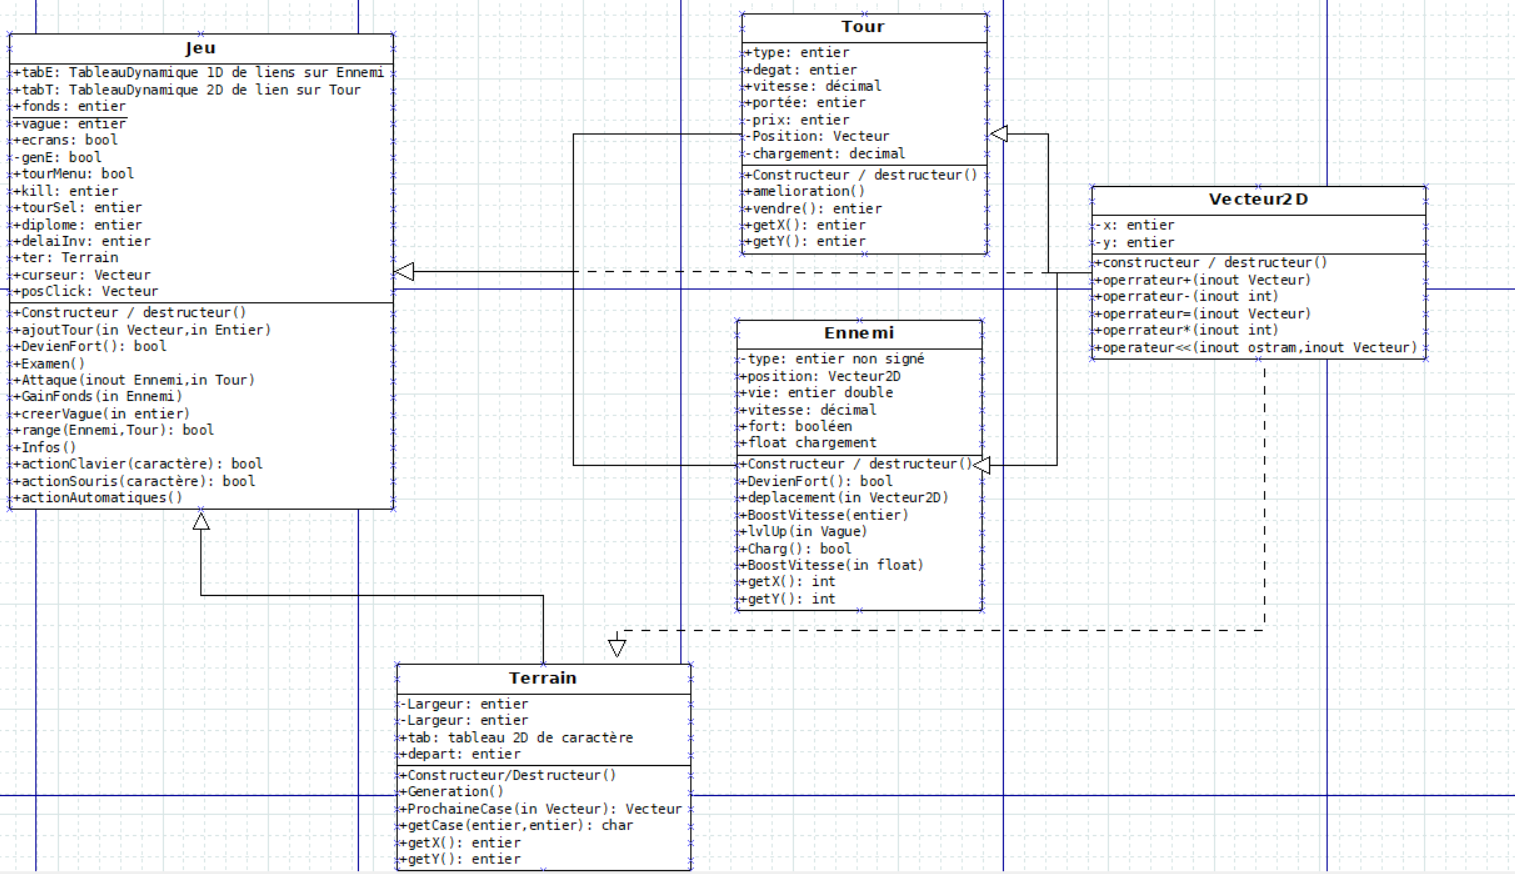 Jeu
+tabE: TableauDynamique 1D de liens sur Ennemi
+tabT: TableauDynamique 2D de lien sur Tour
+fonds: entier
+vague: entier
+ecrans: bool
-genE: bool
+tourMenu: bool
+kill: entier
+tourSel: entier
+diplome: entier
+delaiInv: entier
+ter: Terrain
+curseur: Vecteur
+posClick: Vecteur
+Constructeur / destructeur()
+ajoutTour(in Vecteur,in Entier)
+DevienFort(): bool
+Examen()
+Attaque(inout Ennemi,in Tour)
+GainFonds(in Ennemi)
+creerVague(in entier)
+range(Ennemi,Tour): bool
+Infos()
+actionClavier(caractère): bool
+actionSouris(caractère): bool
+actionAutomatiques()
Tour
+type: entier
+degat: entier
+vitesse: décimal
+portée: entier
-prix: entier
-Position: Vecteur
-chargement: decimal
+Constructeur / destructeur()
+amelioration()
+vendre(): entier
+getX(): entier
+getY(): entier
Vecteur2D
-x: entier
-y: entier
+constructeur / destructeur()
+operrateur+(inout Vecteur)
+operrateur-(inout int)
+operrateur=(inout Vecteur)
+operrateur*(inout int)
+operateur<<(inout ostram,inout Vecteur)
Ennemi
-type: entier non signé
+position: Vecteur2D
+vie: entier double
+vitesse: décimal
+fort: booléen
+float chargement
+Constructeur / destructeur()
+DevienFort(): bool
+deplacement(in Vecteur2D)
+BoostVitesse(entier)
+lvlUp(in Vague)
+Charg(): bool
+BoostVitesse(in float)
+getX(): int
+getY(): int
Terrain
-Largeur: entier
-Largeur: entier
+tab: tableau 2D de caractère
+depart: entier
+Constructeur/Destructeur()
+Generation()
+ProchaineCase(in Vecteur): Vecteur
+getCase(entier,entier): char
+getX(): entier
+getY(): entier